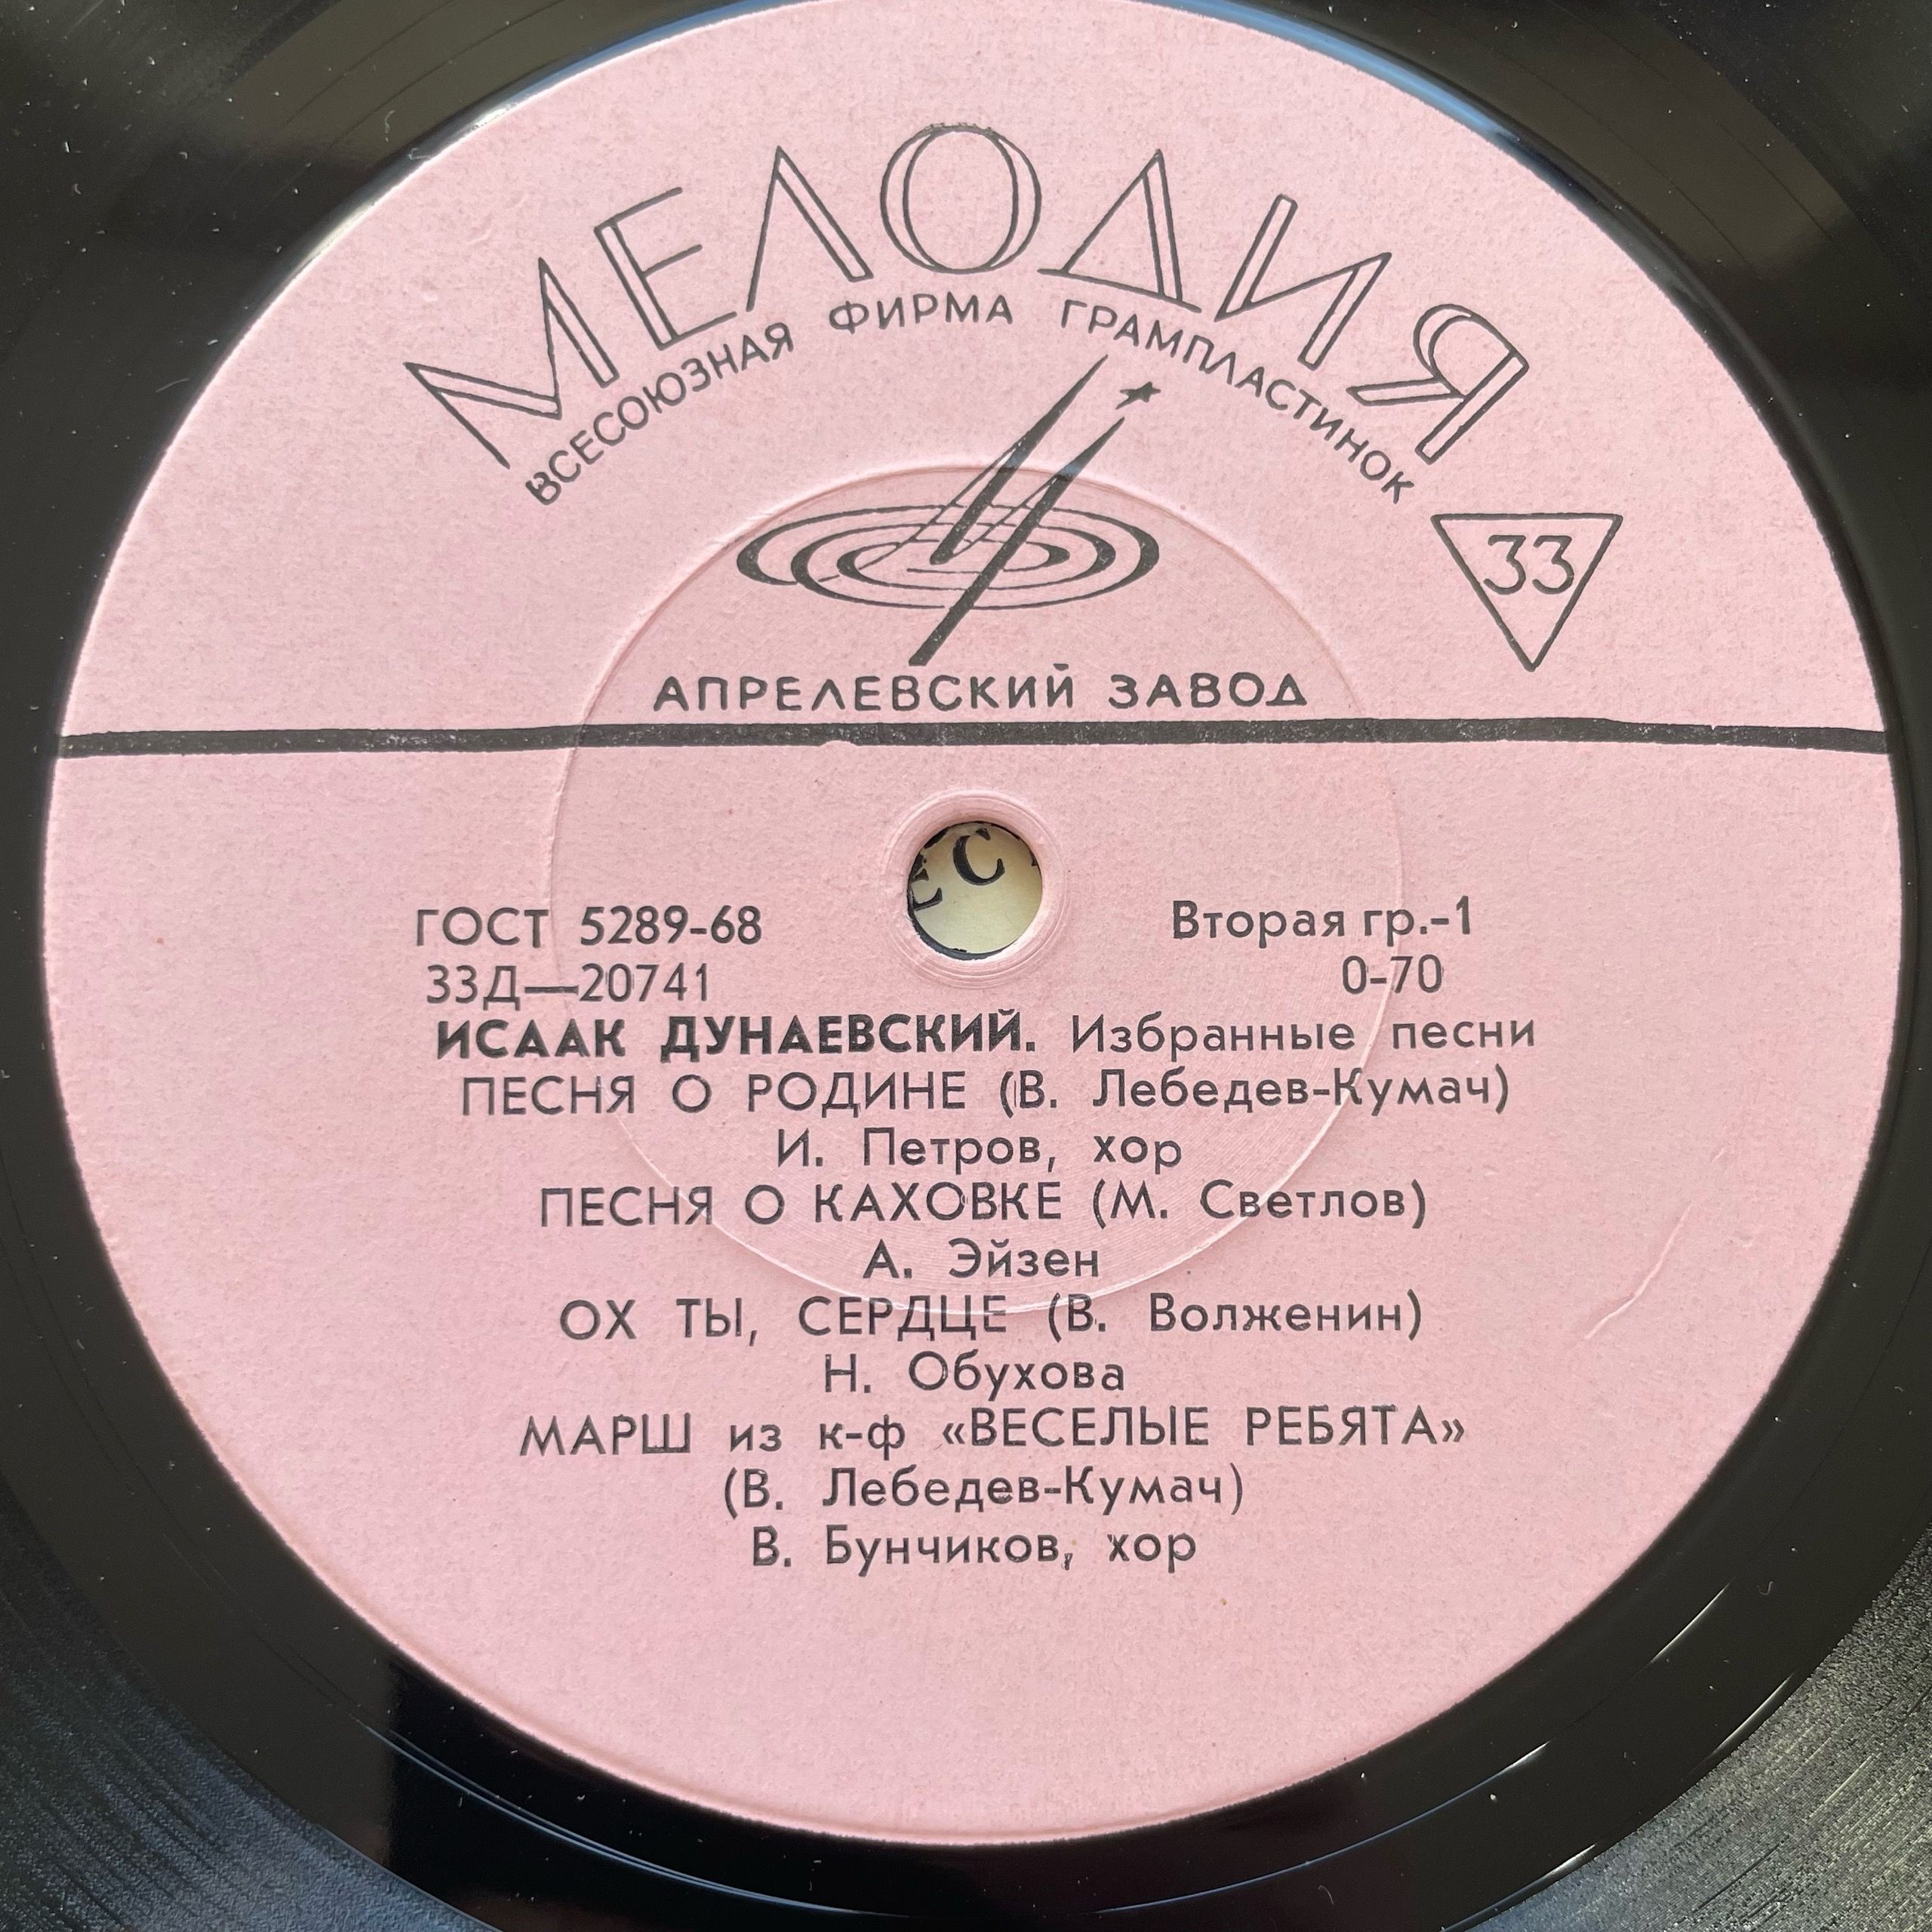 МЕЛОДИЯ
ВСЕСОЮЗНАЯ ФИРМА ГРАМПЛАСТИНОК
33
АПРЕЛЕВСКИЙ ЗАВОД
ЕС
ГОСТ 5289-68 Вторая гр.-1
33Д—20741 0-70
ИСААК ДУНАЕВСКИЙ. Избранные песни
ПЕСНЯ О РОДИНЕ (В. Лебедев-Кумач)
И. Петров, хор
ПЕСНЯ О КАХОВКЕ (М. Светлов)
А. Эйзен
ОХ ТЫ, СЕРДЦЕ (В. Волженин)
Н. Обухова
МАРШ из к-ф «ВЕСЕЛЫЕ РЕБЯТА»
(В. Лебедев-Кумач)
В. Бунчиков, хор